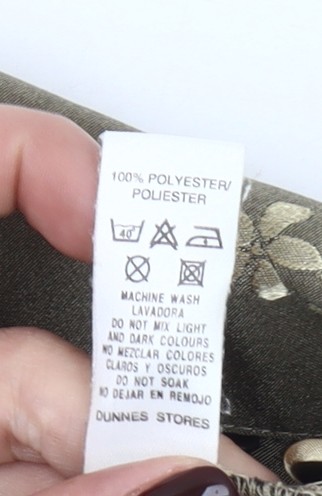 100% POLYESTER/
POLIESTER
40°
MACHINE WASH
LAVADORA
DO NOT MIX LIGHT
AND DARK COLOURS
NO MEZCLAR COLORES
CLAROS Y OSCUROS
DO NOT SOAK
NO DEJAR EN REMOJO
DUNNES STORES